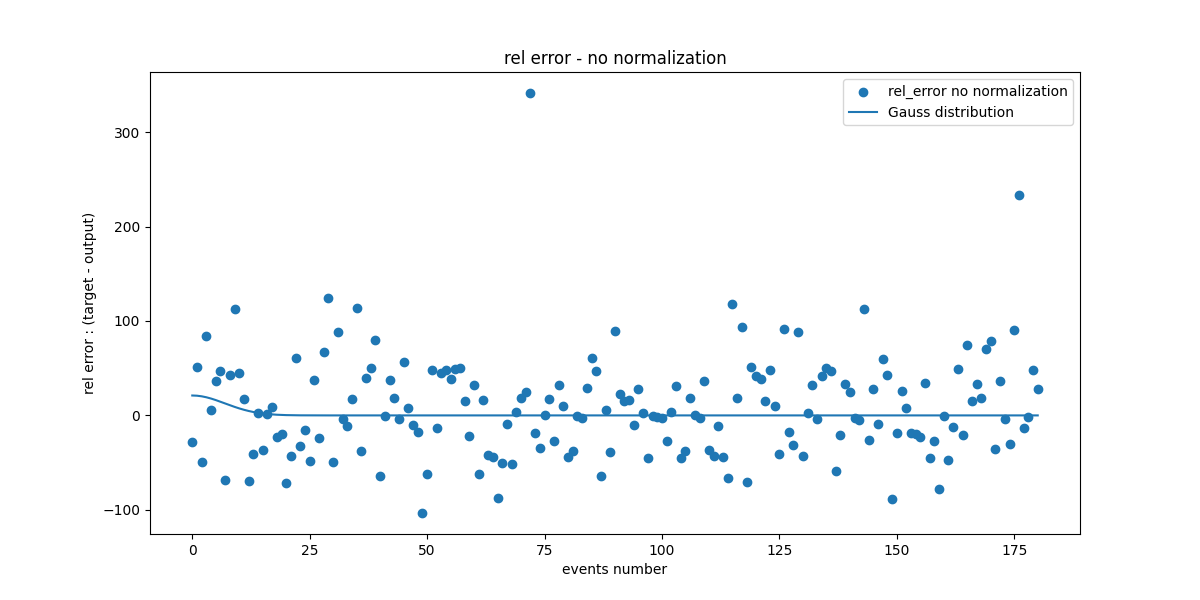 rel error - no normalization
rel_error no normalization
Gauss distribution
300
200
100
0
−100
rel error : (target - output)
0 25 50 75 100 125 150 175
events number